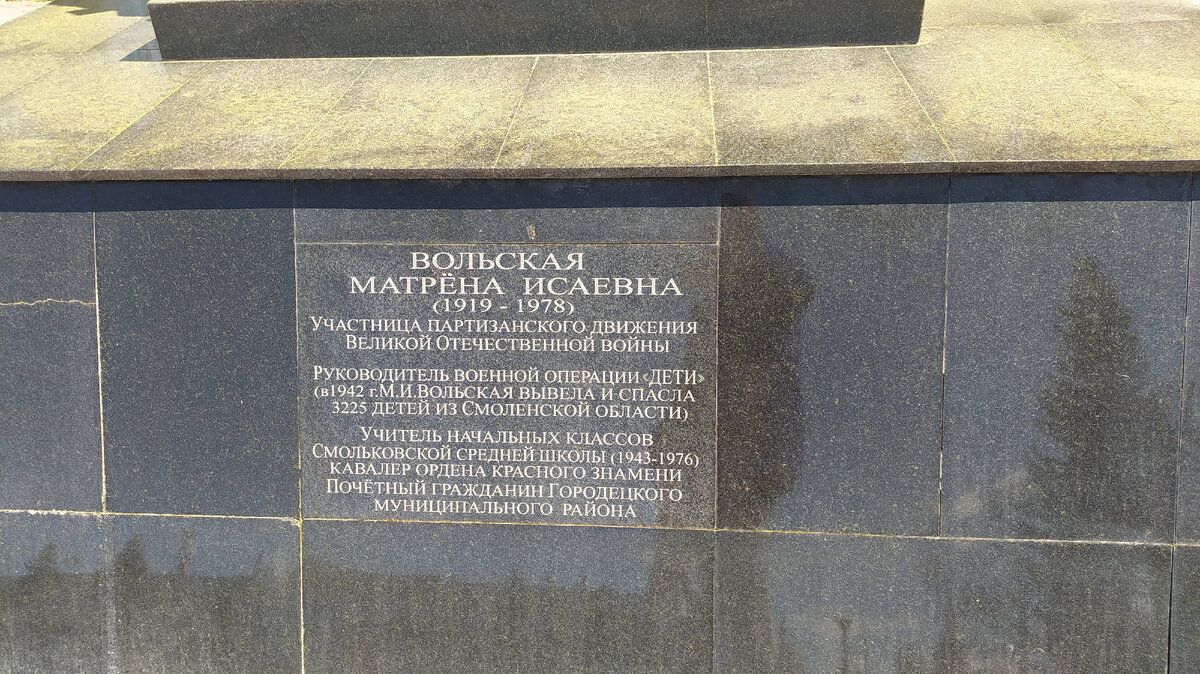 ВОЛЬСКАЯ
МАТРЁНА ИСАЕВНА
(1919 - 1978)
УЧАСТНИЦА ПАРТИЗАНСКОГО ДВИЖЕНИЯ
ВЕЛИКОЙ ОТЕЧЕСТВЕННОЙ ВОЙНЫ
РУКОВОДИТЕЛЬ ВОЕННОЙ ОПЕРАЦИИ «ДЕТИ»
(В1942 г.М.И.ВОЛЬСКАЯ ВЫВЕЛА И СПАСЛА
3225 ДЕТЕЙ ИЗ СМОЛЕНСКОЙ ОБЛАСТИ)
УЧИТЕЛЬ НАЧАЛЬНЫХ КЛАССОВ
СМОЛЬКОВСКОЙ СРЕДНЕЙ ШКОЛЫ (1943-1976)
КАВАЛЕР ОРДЕНА КРАСНОГО ЗНАМЕНИ
ПОЧЁТНЫЙ ГРАЖДАНИН ГОРОДЕЦКОГО
МУНИЦИПАЛЬНОГО РАЙОНА